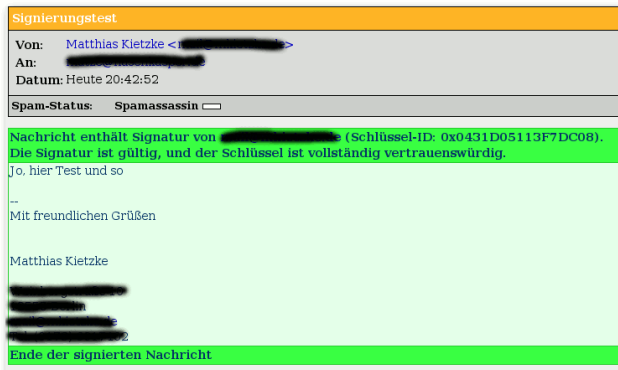 Signierungstest
Von: Matthias Kietzke < >
An:
Datum: Heute 20:42:52
Spam-Status: Spamassassin
Nachricht enthält Signatur von (Schlüssel-ID: 0x0431D05113F7DC08).
Die Signatur ist gültig, und der Schlüssel ist vollständig vertrauenswürdig.
Jo, hier Test und so
--
Mit freundlichen Grüßen
Matthias Kietzke
Ende der signierten Nachricht